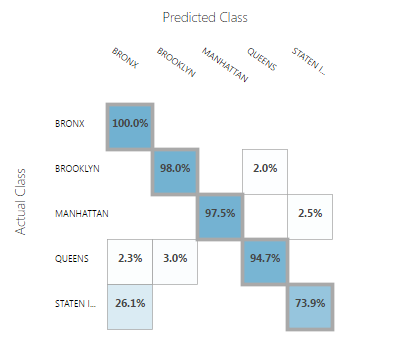 Predicted Class
BRONX
BROOKLYN
MANHATTAN
QUEENS
STATEN I...
Actual Class
BRONX 100.0%
BROOKLYN 98.0% 2.0%
MANHATTAN 97.5% 2.5%
QUEENS 2.3% 3.0% 94.7%
STATEN I... 26.1% 73.9%